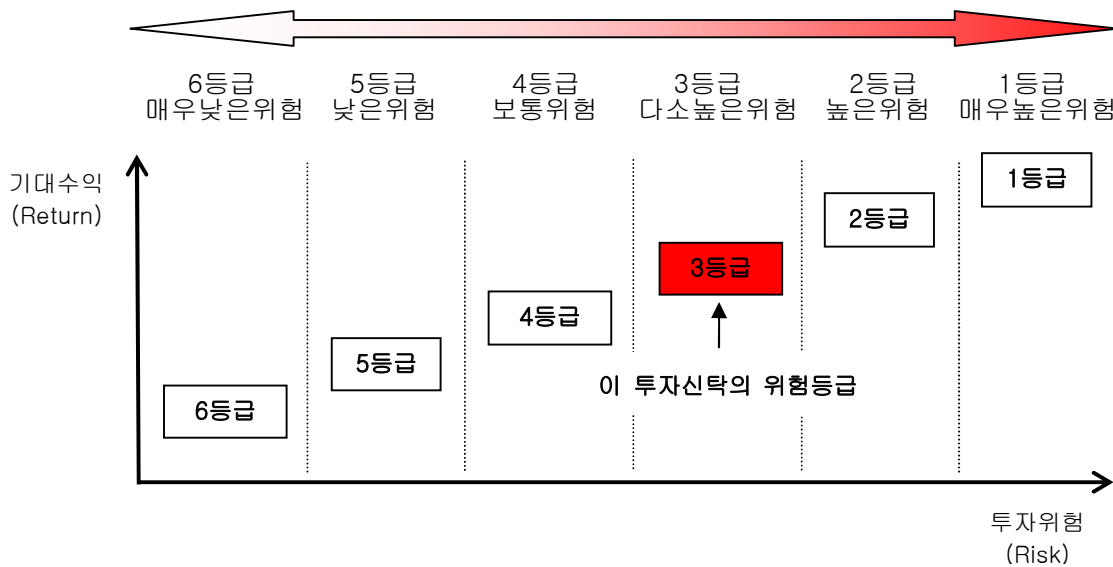 6등급 5등급 4등급 3등급 2등급 1등급
매우낮은위험 낮은위험 보통위험 다소높은위험 높은위험 매우높은위험
기대수익
(Return)
1등급
2등급
3등급
4등급
5등급
6등급
이 투자신탁의 위험등급
투자위험
(Risk)